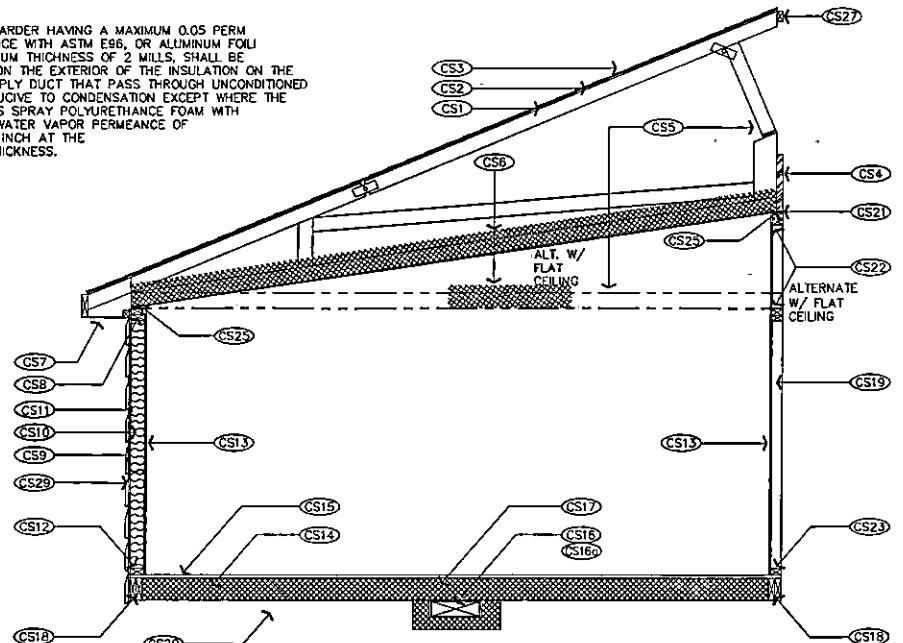 ARDER HAVING A MAXIMUM 0.05 PERM
CE WITH ASTM E96, OR ALUMINUM FOIL
UM THICKNESS OF 2 MILLS, SHALL BE
ON THE EXTERIOR OF THE INSULATION ON THE
PLY DUCT THAT PASS THROUGH UNCONDITIONED
UCIVE TO CONDENSATION EXCEPT WHERE THE
S SPRAY POLYURETHANCE FOAM WITH
WATER VAPOR PERMEANCE OF
INCH AT THE
HICKNESS.
CS27
CS3
CS2
CS1
CS5
CS6
CS4
CS21
CS25
ALT. W/
FLAT
CEILING
CS22
ALTERNATE
W/ FLAT
CEILING
CS25
CS7
CS8
CS11
CS10
CS9
CS29
CS12
CS13
CS13
CS19
CS15
CS14
CS17
CS16
CS16a
CS23
CS18
CS18